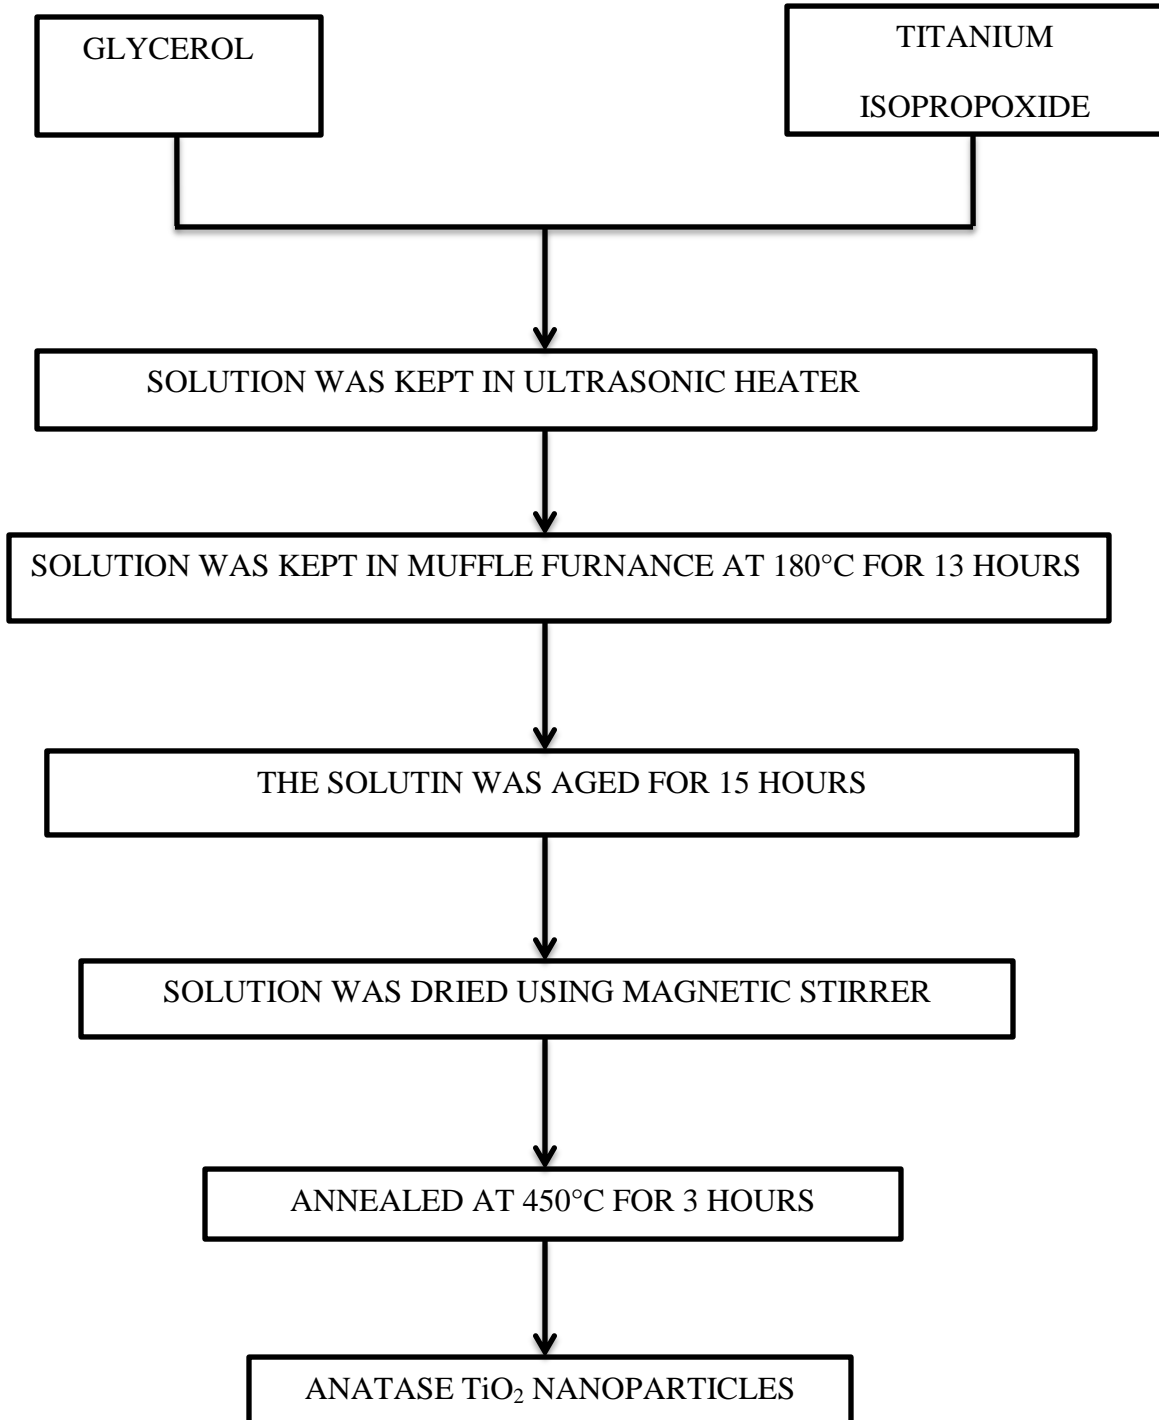 GLYCEROL
TITANIUM
ISOPROPOXIDE
SOLUTION WAS KEPT IN ULTRASONIC HEATER
SOLUTION WAS KEPT IN MUFFLE FURNANCE AT 180°C FOR 13 HOURS
THE SOLUTIN WAS AGED FOR 15 HOURS
SOLUTION WAS DRIED USING MAGNETIC STIRRER
ANNEALED AT 450°C FOR 3 HOURS
ANATASE TiO₂ NANOPARTICLES